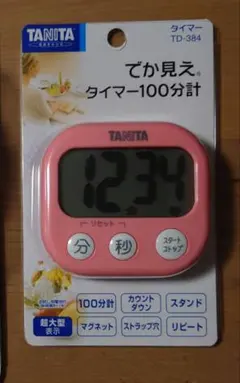 TANITA
タイマー
TD-384
でか見え®
タイマー100分計
TANITA
12 34
リセット
分
秒
スタート
ストップ
100分計
カウント
ダウン
スタンド
超大型
表示
マグネット
ストラップ穴
リピート